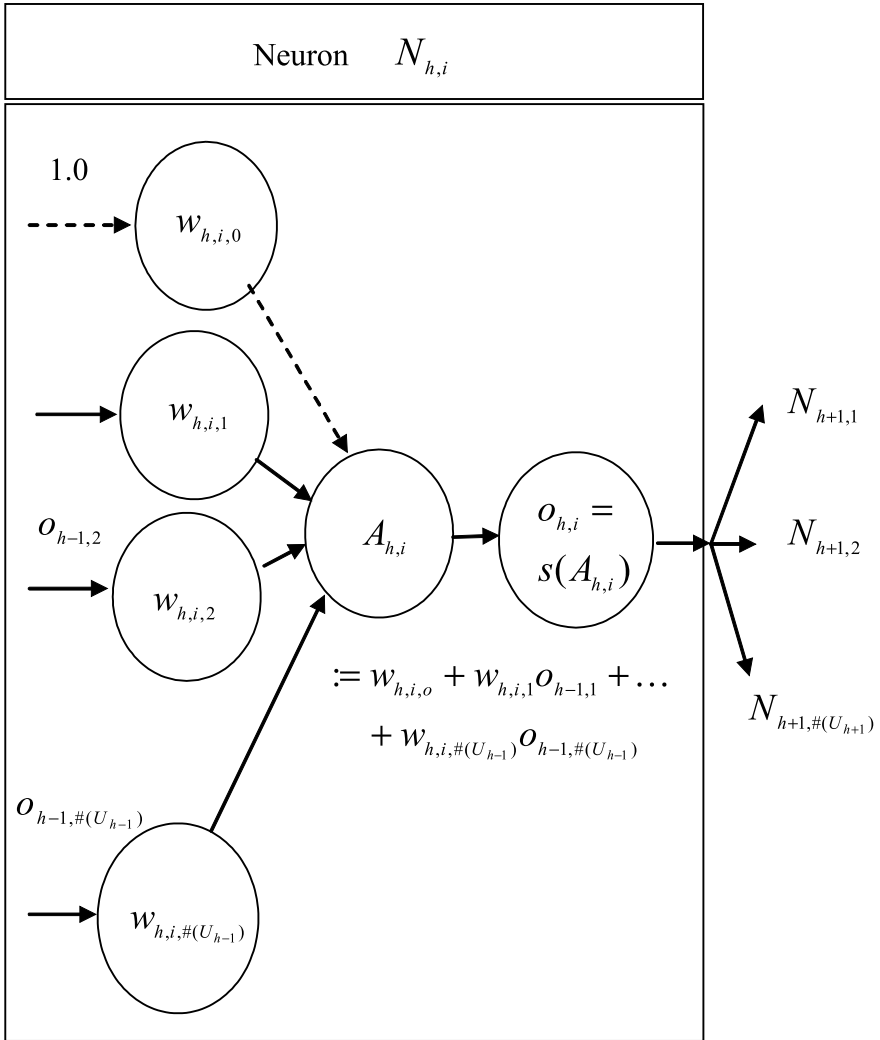 Neuron N_{h,i}
1.0
w_{h,i,0}
w_{h,i,1}
o_{h-1,2}
w_{h,i,2}
A_{h,i}
o_{h,i} =
s(A_{h,i})
N_{h+1,1}
N_{h+1,2}
N_{h+1,#(U_{h+1})}
:= w_{h,i,o} + w_{h,i,1}o_{h-1,1} + …
+ w_{h,i,#(U_{h-1})}o_{h-1,#(U_{h-1})}
o_{h-1,#(U_{h-1})}
w_{h,i,#(U_{h-1})}